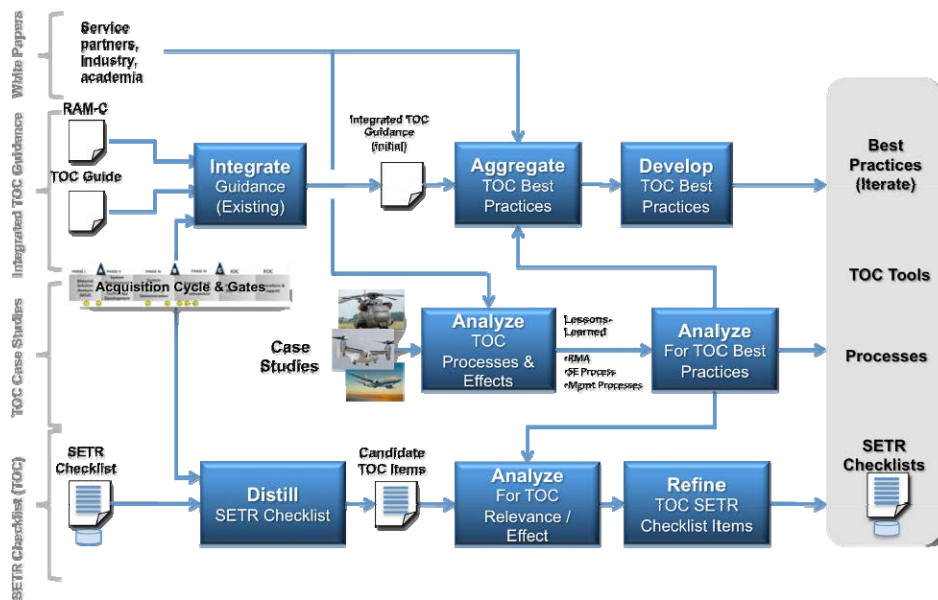 White Papers
Service
partners,
industry,
academia
Integrated TOC Guidance
RAM-C
TOC Guide
Integrate
Guidance
(Existing)
Integrated TOC
Guidance
(initial)
Aggregate
TOC Best
Practices
Develop
TOC Best
Practices
Best
Practices
(Iterate)
Acquisition Cycle & Gates
TOC Tools
TOC Case Studies
Case
Studies
Analyze
TOC
Processes &
Effects
Lessons-
Learned
•RMA
•SE Process
•Mgmt Processes
Analyze
For TOC Best
Practices
Processes
SETR Checklist (TOC)
SETR
Checklist
Distill
SETR Checklist
Candidate
TOC Items
Analyze
For TOC
Relevance /
Effect
Refine
TOC SETR
Checklist Items
SETR
Checklists